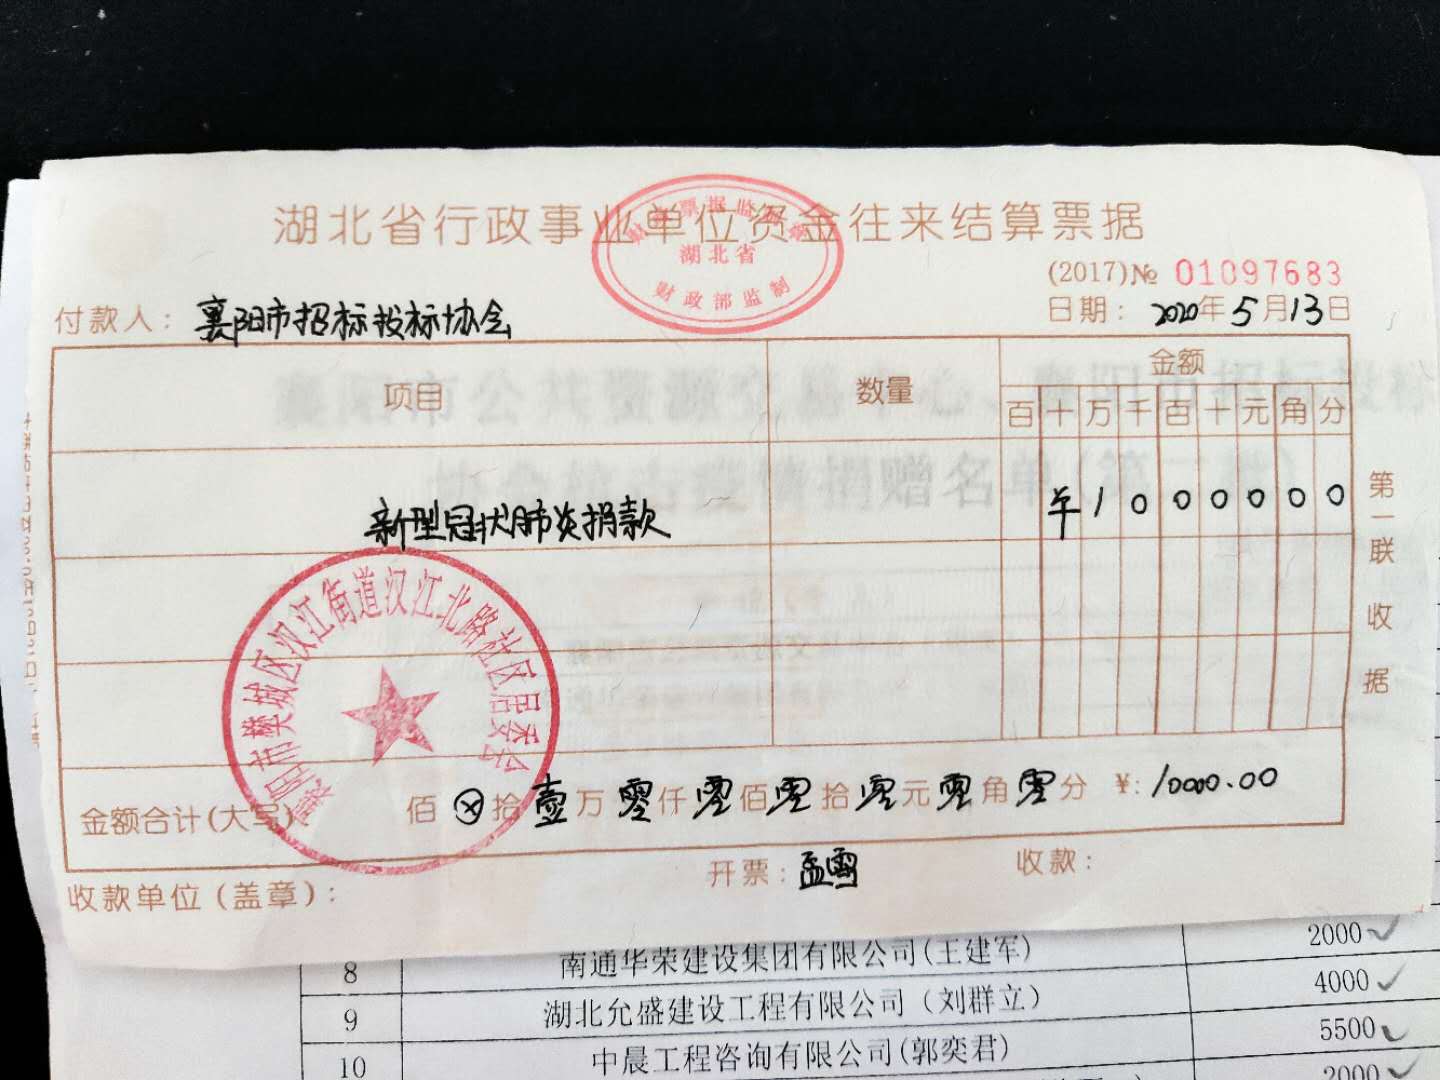 湖北省行政事业单位资金往来结算票据
湖北省
财政部监制
(2017)№ 01097683
付款人：襄阳市招标投标协会
日期：2020年5月13日
项目 数量 金额
百十万千百十元角分
新型冠状肺炎捐款 ¥1000000
第一联 收据
襄阳市樊城区汉江街道汉江北路社区居委会
金额合计(大写) 佰ⓧ拾壹万零仟零佰零拾零元零角零分 ¥:10000.00
收款单位（盖章）： 开票：孟雪 收款：
8 南通华荣建设集团有限公司(王建军) 2000✓
9 湖北允盛建设工程有限公司（刘群立） 4000✓
10 中晨工程咨询有限公司(郭奕君) 5500✓
2000✓